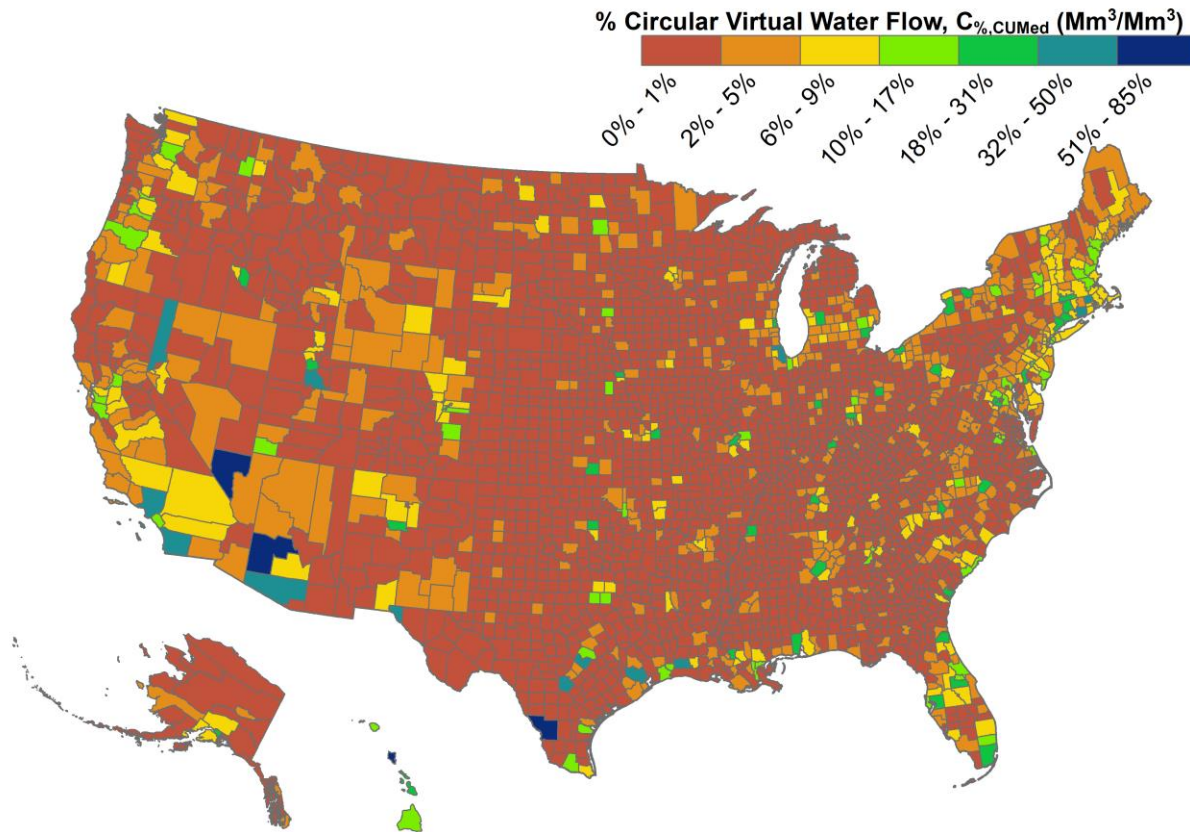 % Circular Virtual Water Flow, C%,CUMed (Mm³/Mm³)
0% - 1%
2% - 5%
6% - 9%
10% - 17%
18% - 31%
32% - 50%
51% - 85%